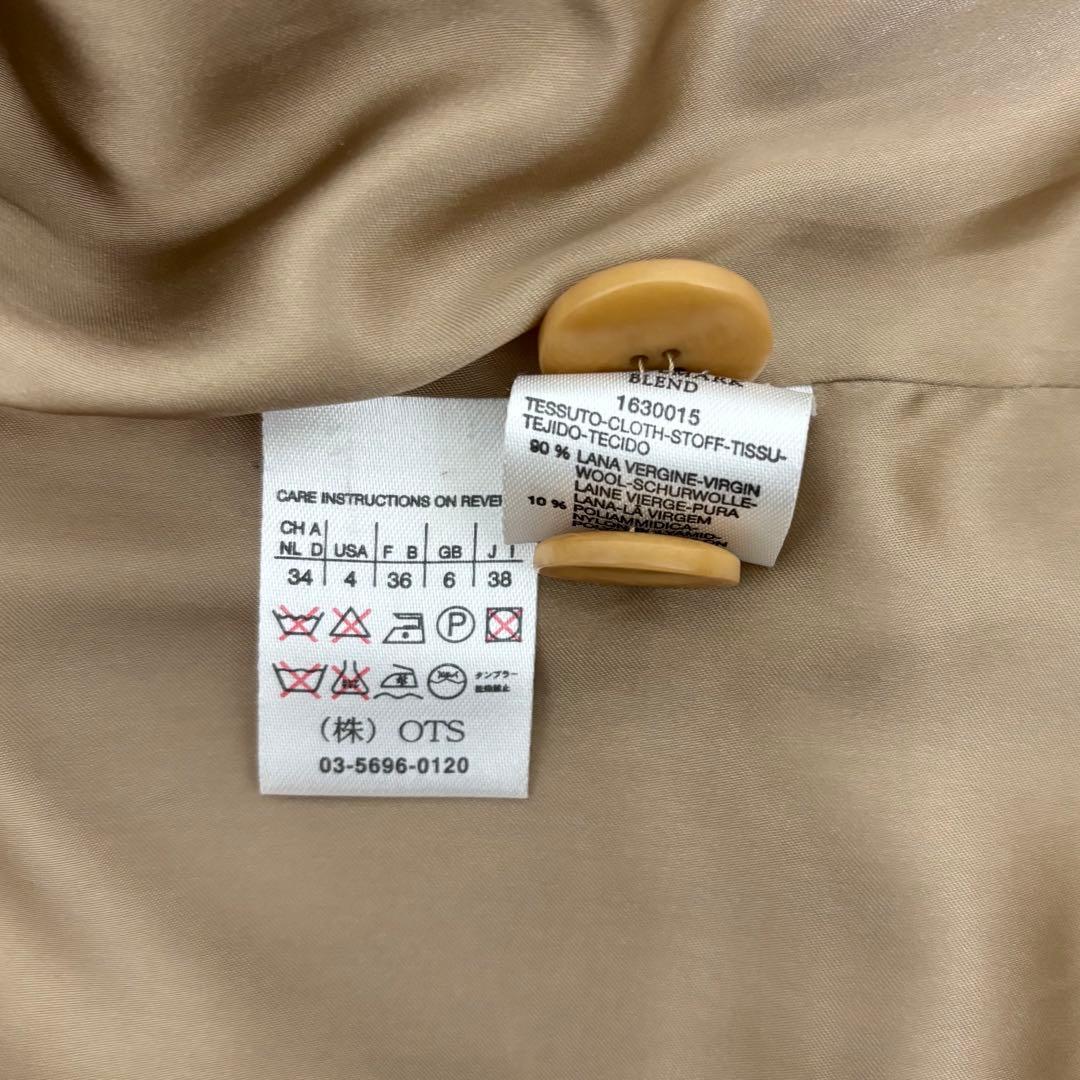 BLEND
1630015
TESSUTO-CLOTH-STOFF-TISSU-
TEJIDO-TECIDO
90 % LANA VERGINE-VIRGIN
WOOL-SCHURWOLLE-
LAINE VIERGE-PURA
LANA-LÀ VIRGEM
10 % POLIAMMIDICA-
CARE INSTRUCTIONS ON
CH A
NL D USA F B GB J I
34 4 36 6 38
P
タンブラー
乾燥禁止
(株) OTS
03-5696-0120